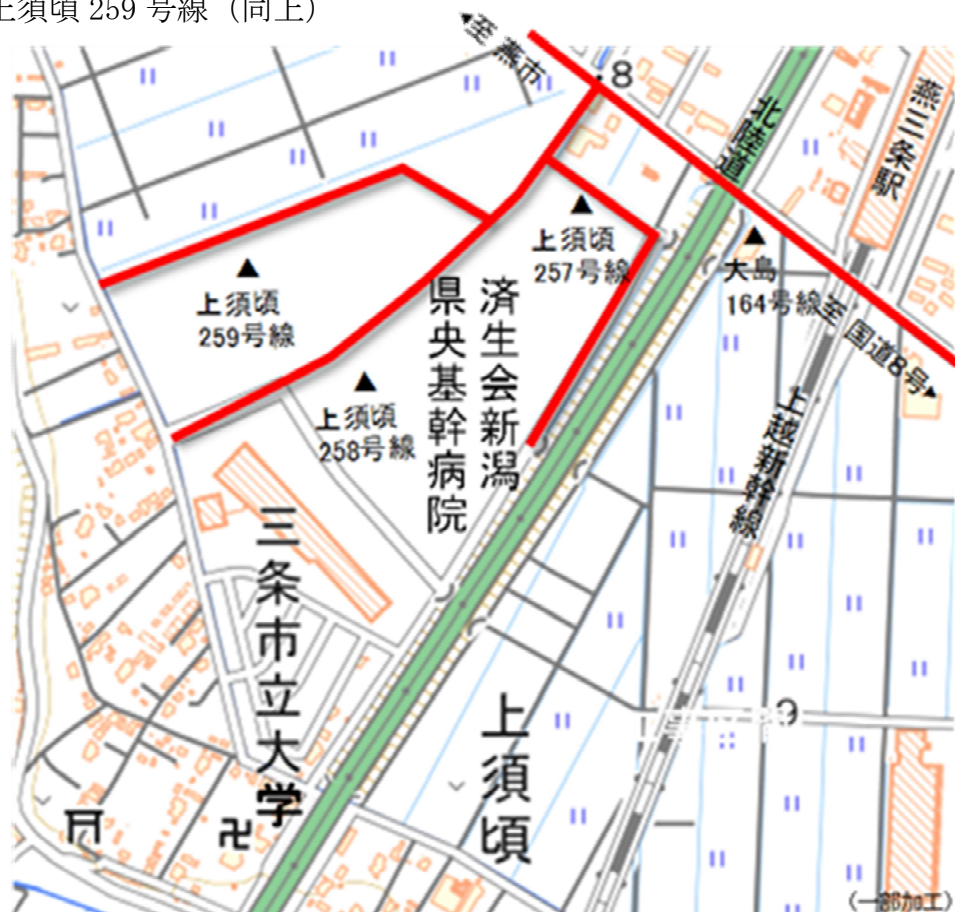 上須頃 259 号線（同上）
至 燕市
8
北陸道
燕三条駅
上須頃
257号線
大島
164号線
至 国道8号
上須頃
259号線
済生会新潟
県央基幹病院
上須頃
258号線
上越新幹線
三条市立大学
上須頃
9
（一部加工）